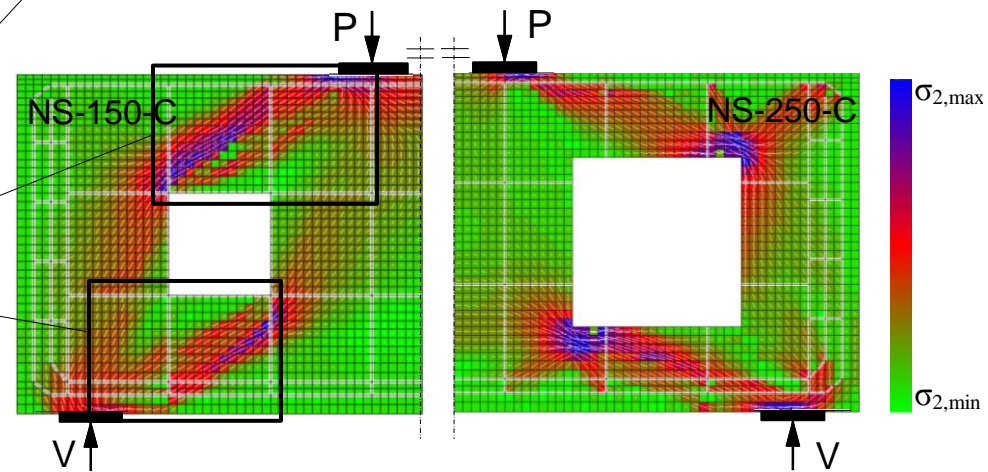 P
P
NS-150-C
NS-250-C
σ2,max
σ2,min
V
V